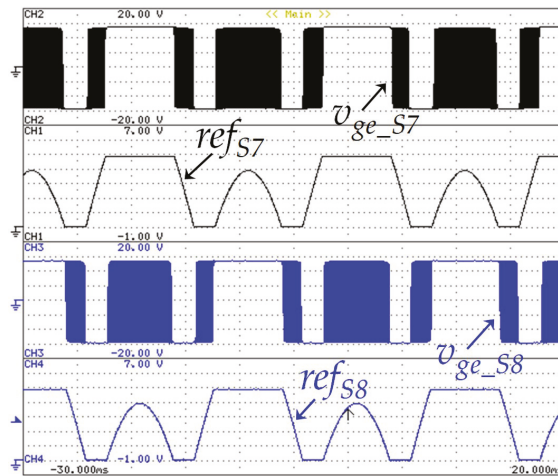 CH2 20.00 V << Main >>
v_ge_S7
CH2 -20.00 V
CH1 7.00 V
ref_S7
CH1 -1.00 V
CH3 20.00 V
CH3 -20.00 V
v_ge_S8
CH4 7.00 V
ref_S8
CH4 -1.00 V
-30.000ms 20.000m